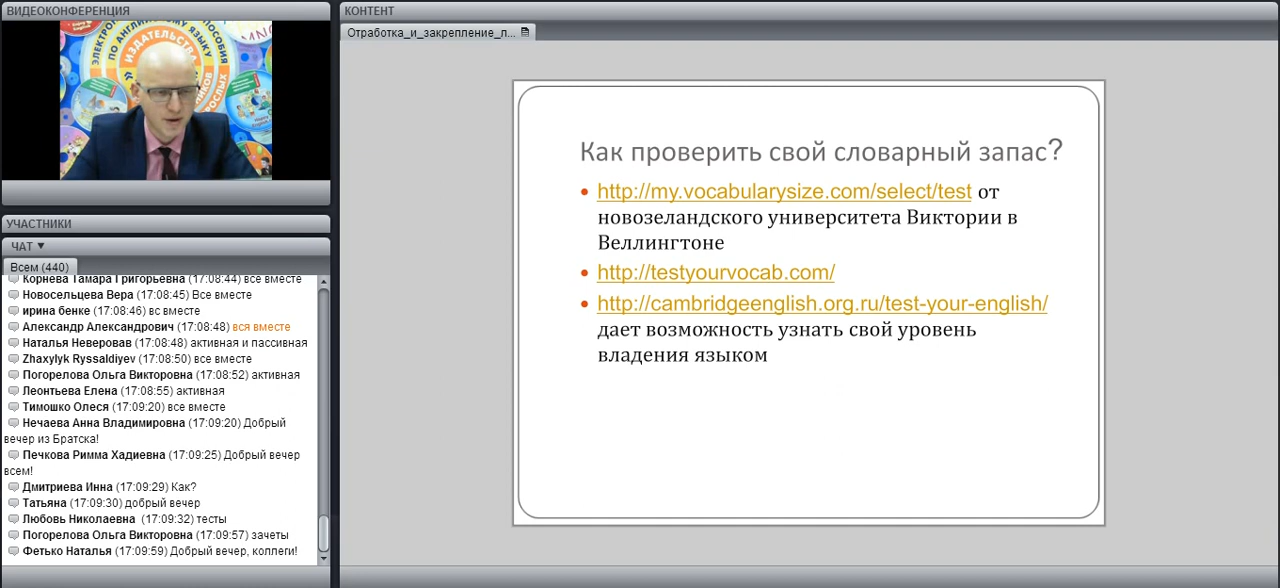 ВИДЕОКОНФЕРЕНЦИЯ
ЭЛЕКТРОН
ПО АНГЛИЙСКОМУ ЯЗЫКУ
ПОСОБИЯ
ИЗДАТЕЛЬСТВА
УЧАСТНИКИ
ЧАТ ▼
Всем (440)
Корнева Тамара Григорьевна (17:08:44) все вместе
Новосельцева Вера (17:08:45) Все вместе
ирина бенке (17:08:46) вс вместе
Александр Александрович (17:08:48) вся вместе
Наталья Неверовав (17:08:48) активная и пассивная
Zhaxylyk Ryssaldiyev (17:08:50) все вместе
Погорелова Ольга Викторовна (17:08:52) активная
Леонтьева Елена (17:08:55) активная
Тимошко Олеся (17:09:20) все вместе
Нечаева Анна Владимировна (17:09:20) Добрый
вечер из Братска!
Печкова Римма Хадиевна (17:09:25) Добрый вечер
всем!
Дмитриева Инна (17:09:29) Как?
Татьяна (17:09:30) добрый вечер
Любовь Николаевна (17:09:32) тесты
Погорелова Ольга Викторовна (17:09:57) зачеты
Фетько Наталья (17:09:59) Добрый вечер, коллеги!
КОНТЕНТ
Отработка_и_закрепление_л...
Как проверить свой словарный запас?
• http://my.vocabularysize.com/select/test от
новозеландского университета Виктории в
Веллингтоне
• http://testyourvocab.com/
• http://cambridgeenglish.org.ru/test-your-english/
дает возможность узнать свой уровень
владения языком